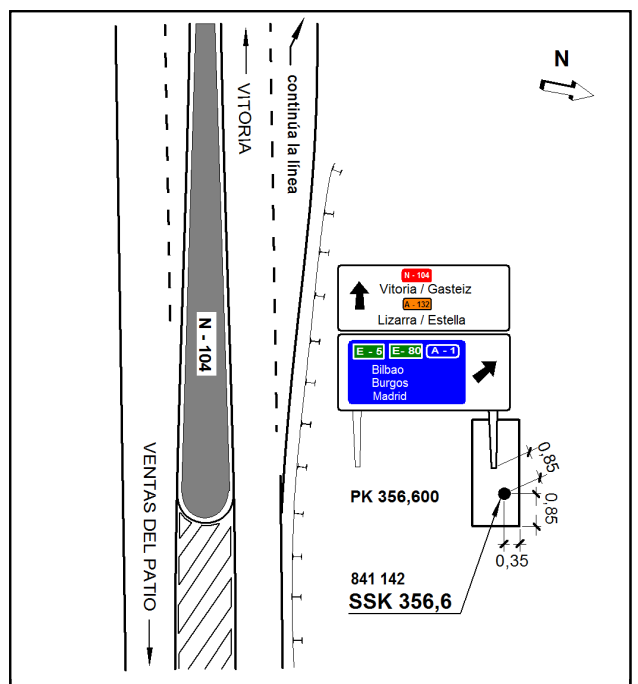 continúa la línea
VITORIA
N
N - 104
Vitoria / Gasteiz
A - 132
Lizarra / Estella
E - 5 E- 80 A - 1
Bilbao
Burgos
Madrid
N - 104
VENTAS DEL PATIO
PK 356,600
0,85
0,85
0,35
841 142
SSK 356,6